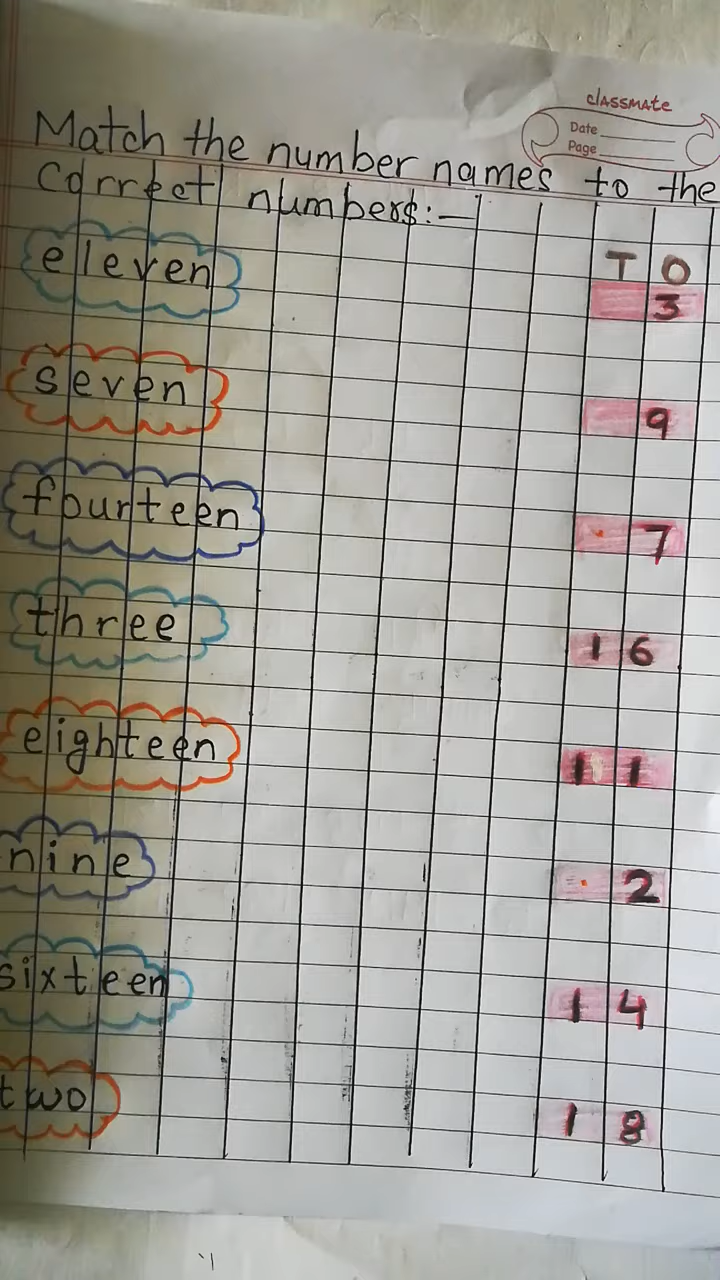 classmate
Date
Page
Match the number names to the
correct numbers:-
T O
eleven 3
seven 9
fourteen 7
three 16
eighteen 11
nine 2
sixteen 14
two 18